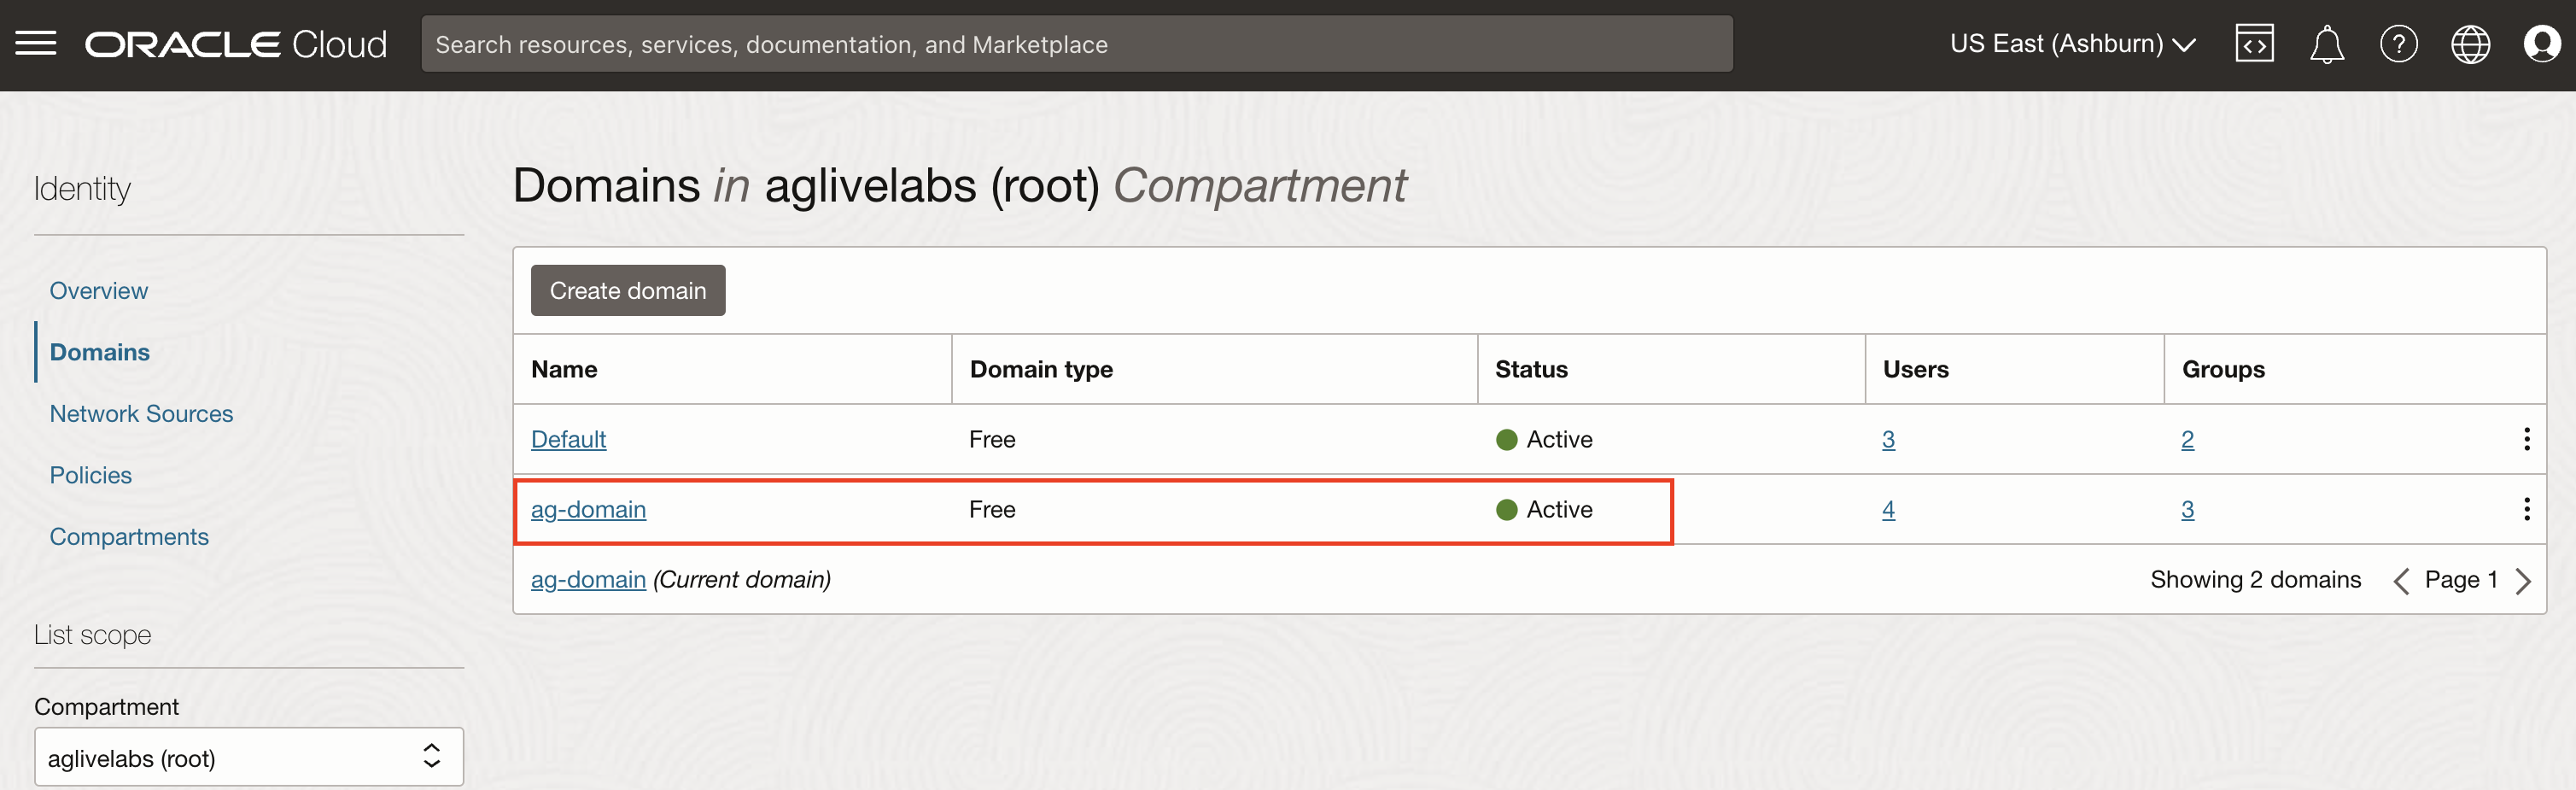 ORACLE Cloud
Search resources, services, documentation, and Marketplace
US East (Ashburn)
Identity
Overview
Domains
Network Sources
Policies
Compartments
List scope
Compartment
aglivelabs (root)
Domains in aglivelabs (root) Compartment
Create domain
Name Domain type Status Users Groups
Default Free Active 3 2
ag-domain Free Active 4 3
ag-domain (Current domain) Showing 2 domains Page 1